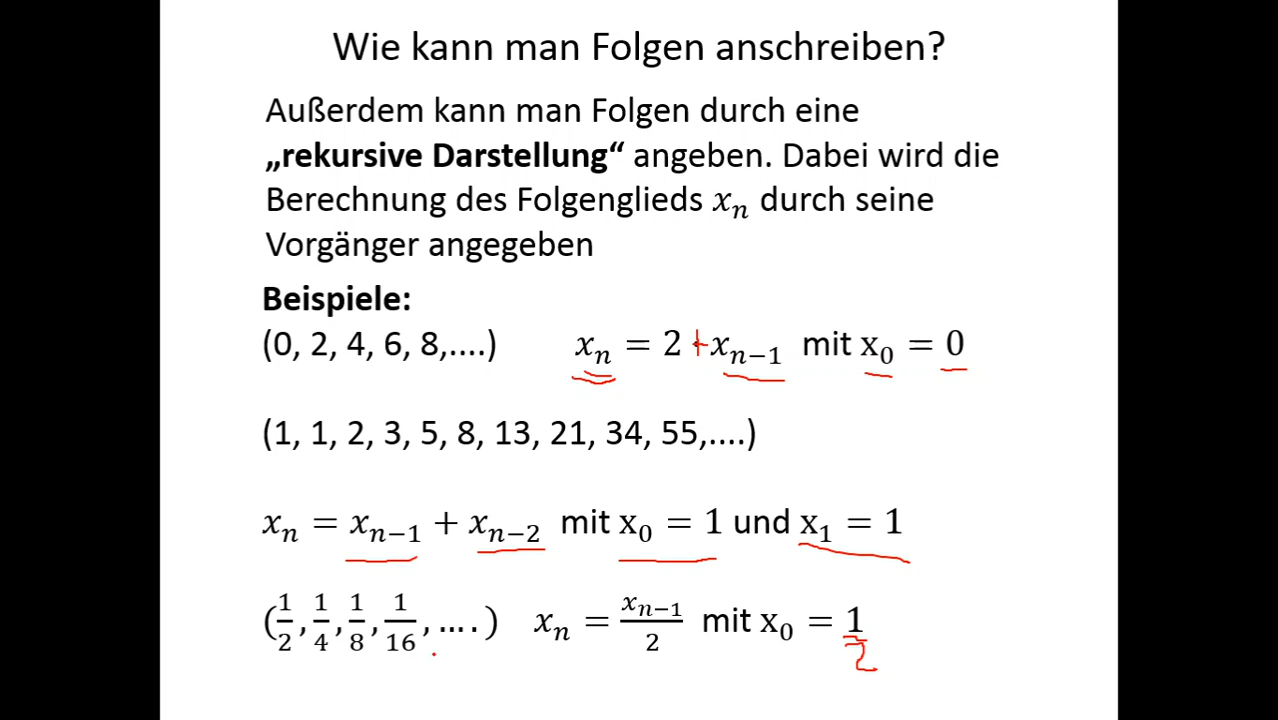 Wie kann man Folgen anschreiben?
Außerdem kann man Folgen durch eine
„rekursive Darstellung“ angeben. Dabei wird die
Berechnung des Folgenglieds xₙ durch seine
Vorgänger angegeben
Beispiele:
(0, 2, 4, 6, 8,....) xₙ = 2 + xₙ₋₁ mit x₀ = 0
(1, 1, 2, 3, 5, 8, 13, 21, 34, 55,....)
xₙ = xₙ₋₁ + xₙ₋₂ mit x₀ = 1 und x₁ = 1
(1/2, 1/4, 1/8, 1/16, ....) xₙ = xₙ₋₁/2 mit x₀ = 1/2